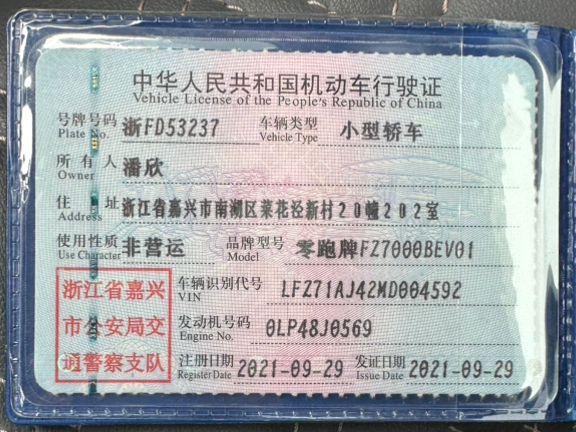 中华人民共和国机动车行驶证
Vehicle License of the People's Republic of China
号牌号码 浙FD53237 车辆类型 小型轿车
Plate No. Vehicle Type
所有人 潘欣
Owner
住址 浙江省嘉兴市南湖区菜花泾新村20幢202室
Address
使用性质 非营运 品牌型号 零跑牌FZ7000BEV01
Use Character Model
浙江省嘉兴 车辆识别代号 LFZ71AJ42MD004592
VIN
市公安局交 发动机号码 0LP48J0569
Engine No.
通警察支队 注册日期 2021-09-29 发证日期 2021-09-29
Register Date Issue Date